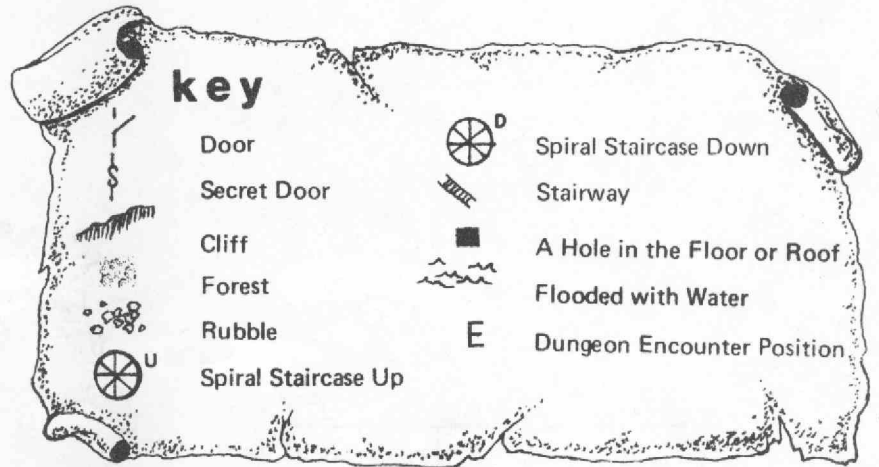 key
Door
Secret Door
Cliff
Forest
Rubble
U
Spiral Staircase Up
D
Spiral Staircase Down
Stairway
A Hole in the Floor or Roof
Flooded with Water
E
Dungeon Encounter Position